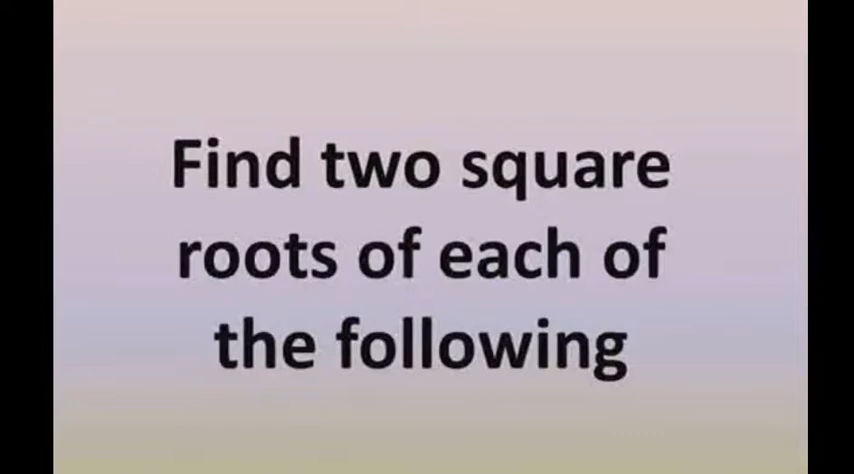 Find two square
roots of each of
the following